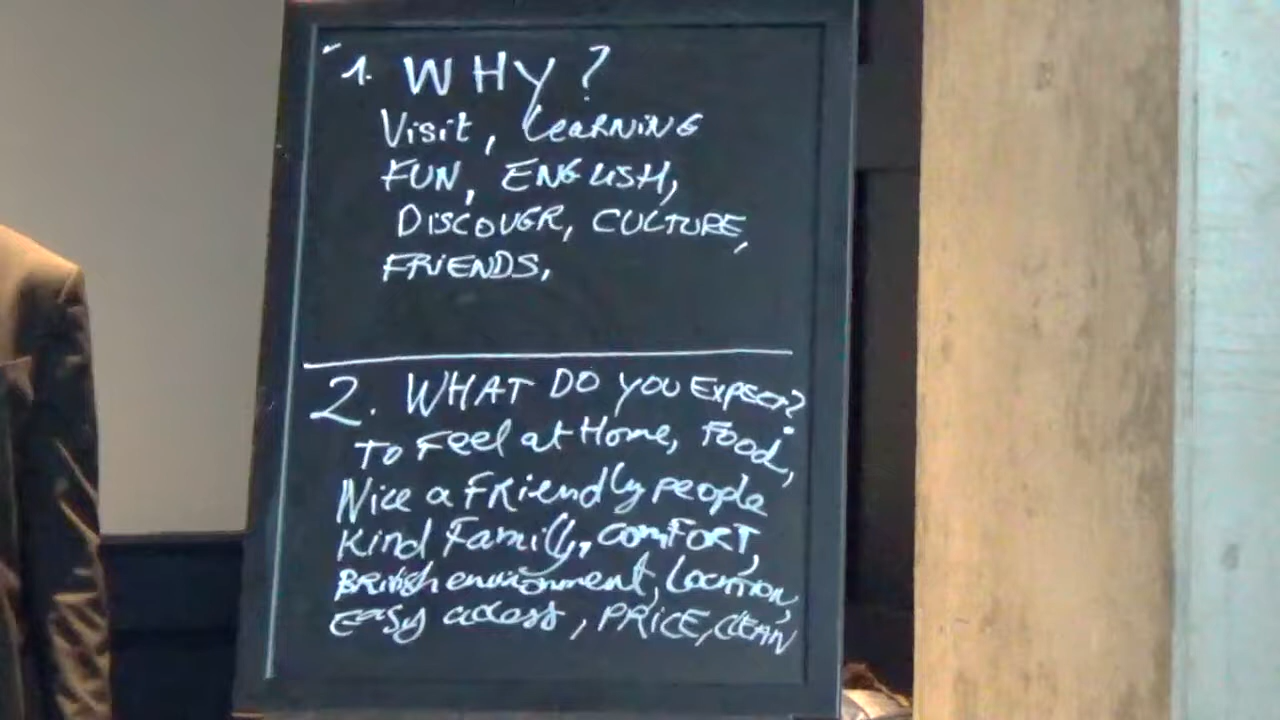 1. WHY?
Visit, LEARNING
FUN, ENGLISH,
DISCOVER, CULTURE,
FRIENDS,
2. WHAT DO YOU EXPECT?
To Feel at Home, FOOD,
Nice a FRiendly people
Kind Family, COMFORT,
British environment, Location,
easy access, PRICE, CLEAN